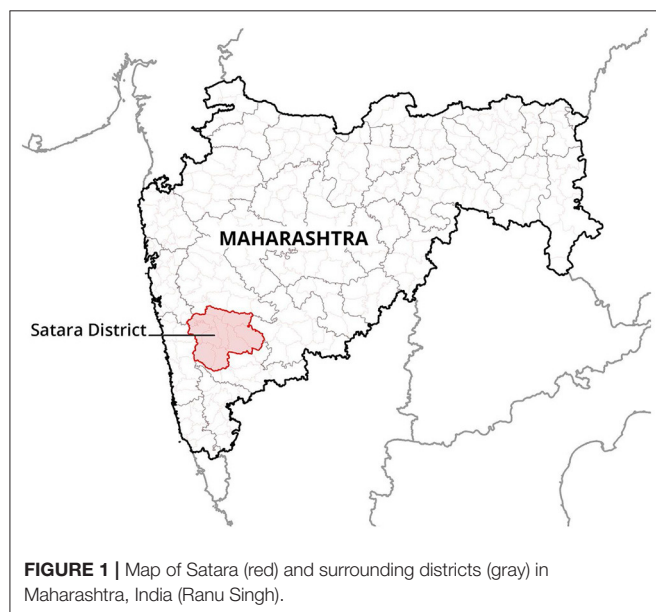 MAHARASHTRA
Satara District
FIGURE 1 | Map of Satara (red) and surrounding districts (gray) in
Maharashtra, India (Ranu Singh).